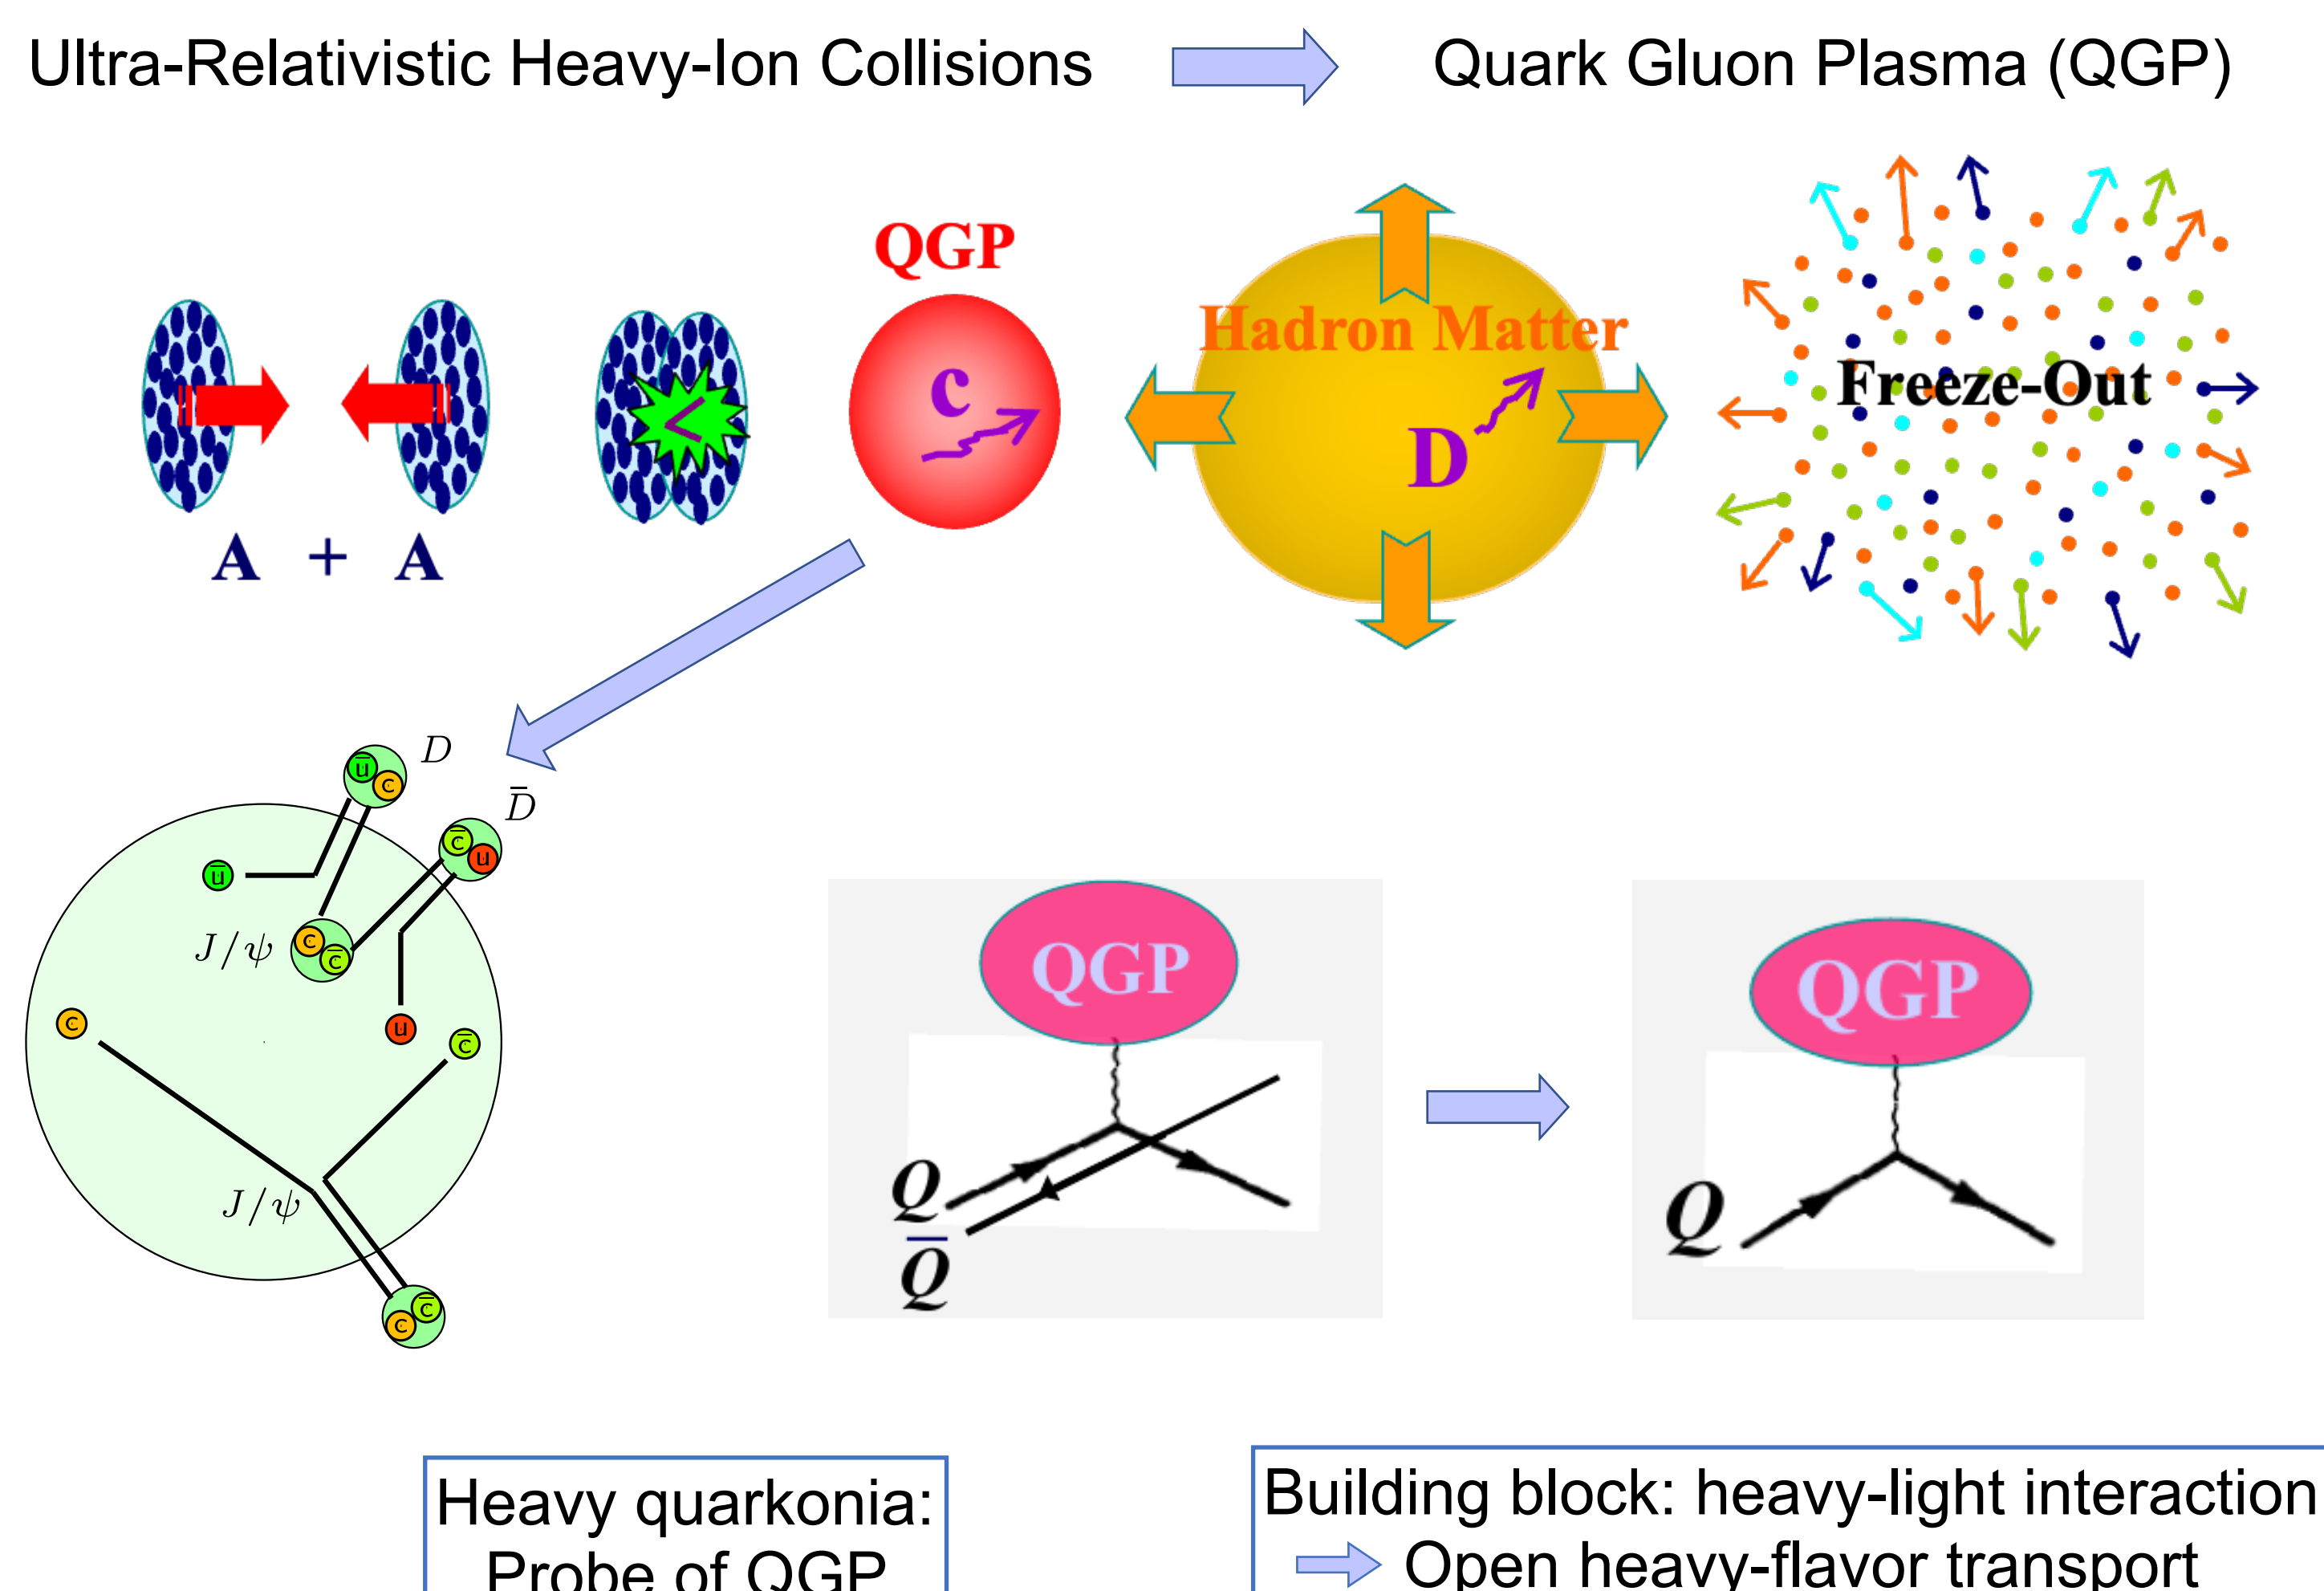 Ultra-Relativistic Heavy-Ion Collisions
Quark Gluon Plasma (QGP)
QGP
c
Hadron Matter
D
Freeze-Out
A + A
D
D̄
ū
c
c̄
u
ū
J/ψ
c
c̄
c
u
c̄
J/ψ
c
c̄
QGP
Q
Q̄
QGP
Q
Heavy quarkonia:
Probe of QGP
Building block: heavy-light interaction
Open heavy-flavor transport